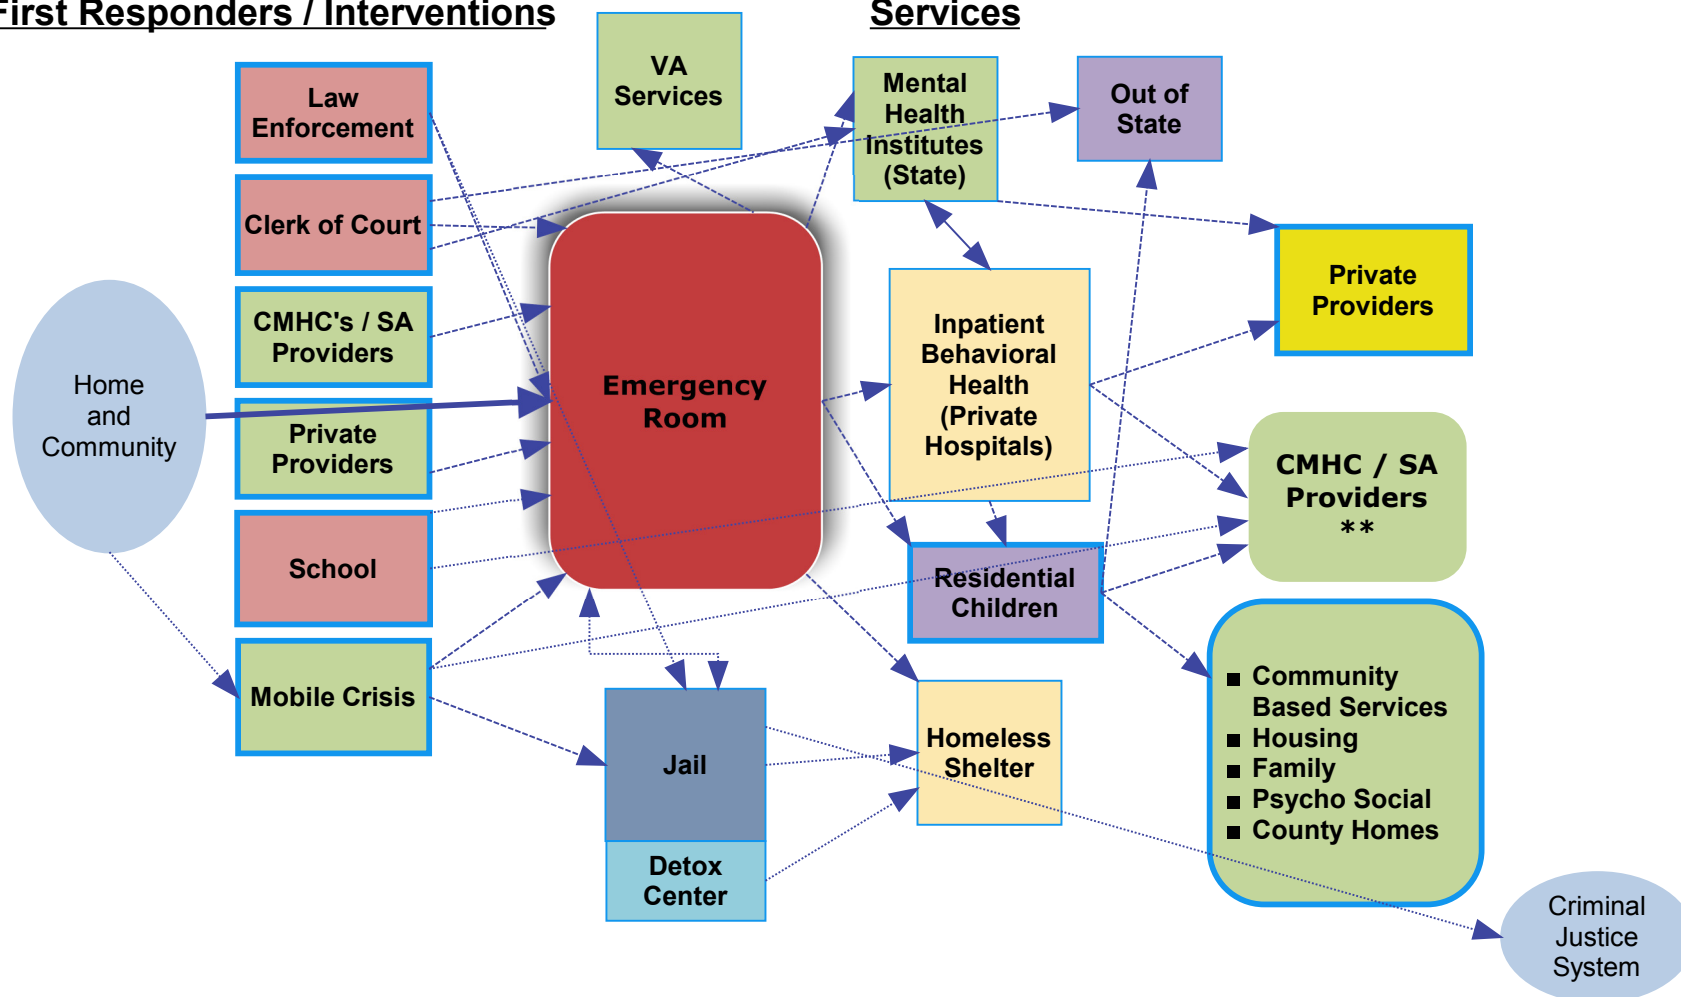 First Responders / Interventions
Services
VA
Services
Mental
Health
Institutes
(State)
Out of
State
Law
Enforcement
Clerk of Court
CMHC's / SA
Providers
Private
Providers
School
Mobile Crisis
Home
and
Community
Emergency
Room
Inpatient
Behavioral
Health
(Private
Hospitals)
Private
Providers
CMHC / SA
Providers
**
Residential
Children
Jail
Detox
Center
Homeless
Shelter
■ Community
Based Services
■ Housing
■ Family
■ Psycho Social
■ County Homes
Criminal
Justice
System